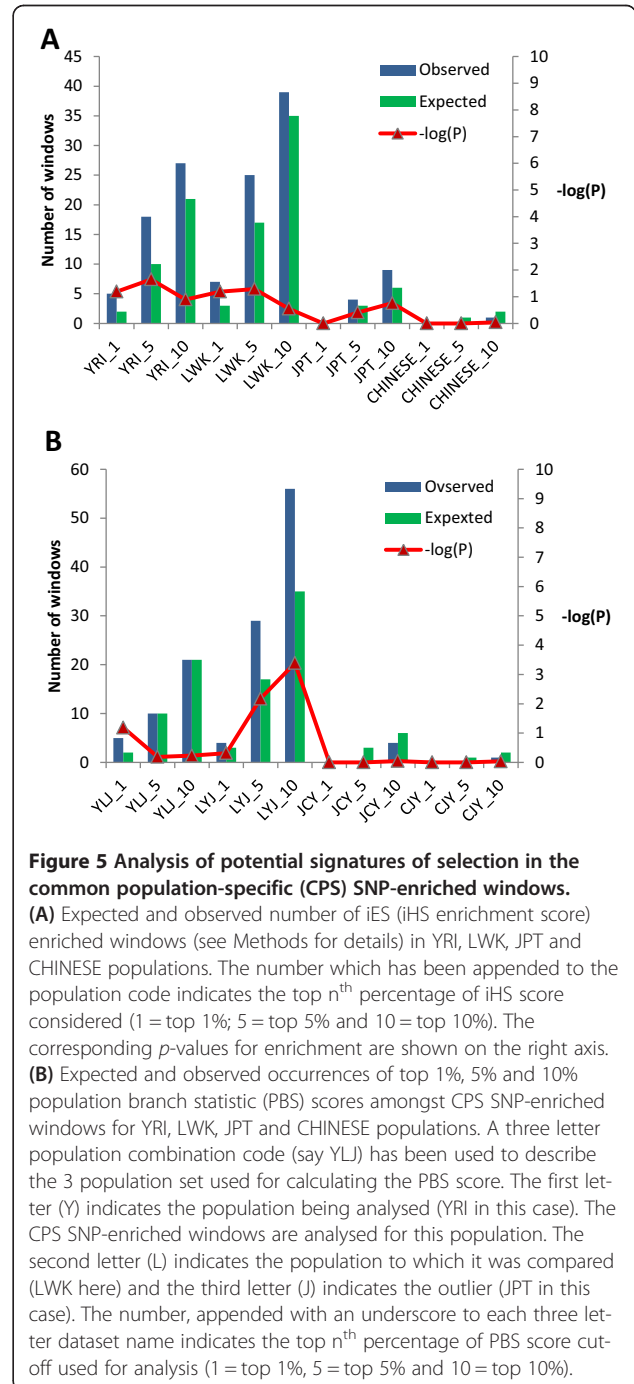 A
45
40
35
30
25
20
15
10
5
0
Number of windows
Observed
Expected
-log(P)
10
9
8
7
6
5
4
3
2
1
0
-log(P)
YRI_1
YRI_5
YRI_10
LWK_1
LWK_5
LWK_10
JPT_1
JPT_5
JPT_10
CHINESE_1
CHINESE_5
CHINESE_10
B
60
50
40
30
20
10
0
Number of windows
Ovserved
Expexted
-log(P)
10
9
8
7
6
5
4
3
2
1
0
-log(P)
YLJ_1
YLJ_5
YLJ_10
LYJ_1
LYJ_5
LYJ_10
JCY_1
JCY_5
JCY_10
CJY_1
CJY_5
CJY_10
Figure 5 Analysis of potential signatures of selection in the
common population-specific (CPS) SNP-enriched windows.
(A) Expected and observed number of iES (iHS enrichment score)
enriched windows (see Methods for details) in YRI, LWK, JPT and
CHINESE populations. The number which has been appended to the
population code indicates the top nth percentage of iHS score
considered (1 = top 1%; 5 = top 5% and 10 = top 10%). The
corresponding p-values for enrichment are shown on the right axis.
(B) Expected and observed occurrences of top 1%, 5% and 10%
population branch statistic (PBS) scores amongst CPS SNP-enriched
windows for YRI, LWK, JPT and CHINESE populations. A three letter
population combination code (say YLJ) has been used to describe
the 3 population set used for calculating the PBS score. The first let-
ter (Y) indicates the population being analysed (YRI in this case). The
CPS SNP-enriched windows are analysed for this population. The
second letter (L) indicates the population to which it was compared
(LWK here) and the third letter (J) indicates the outlier (JPT in this
case). The number, appended with an underscore to each three let-
ter dataset name indicates the top nth percentage of PBS score cut-
off used for analysis (1 = top 1%, 5 = top 5% and 10 = top 10%).